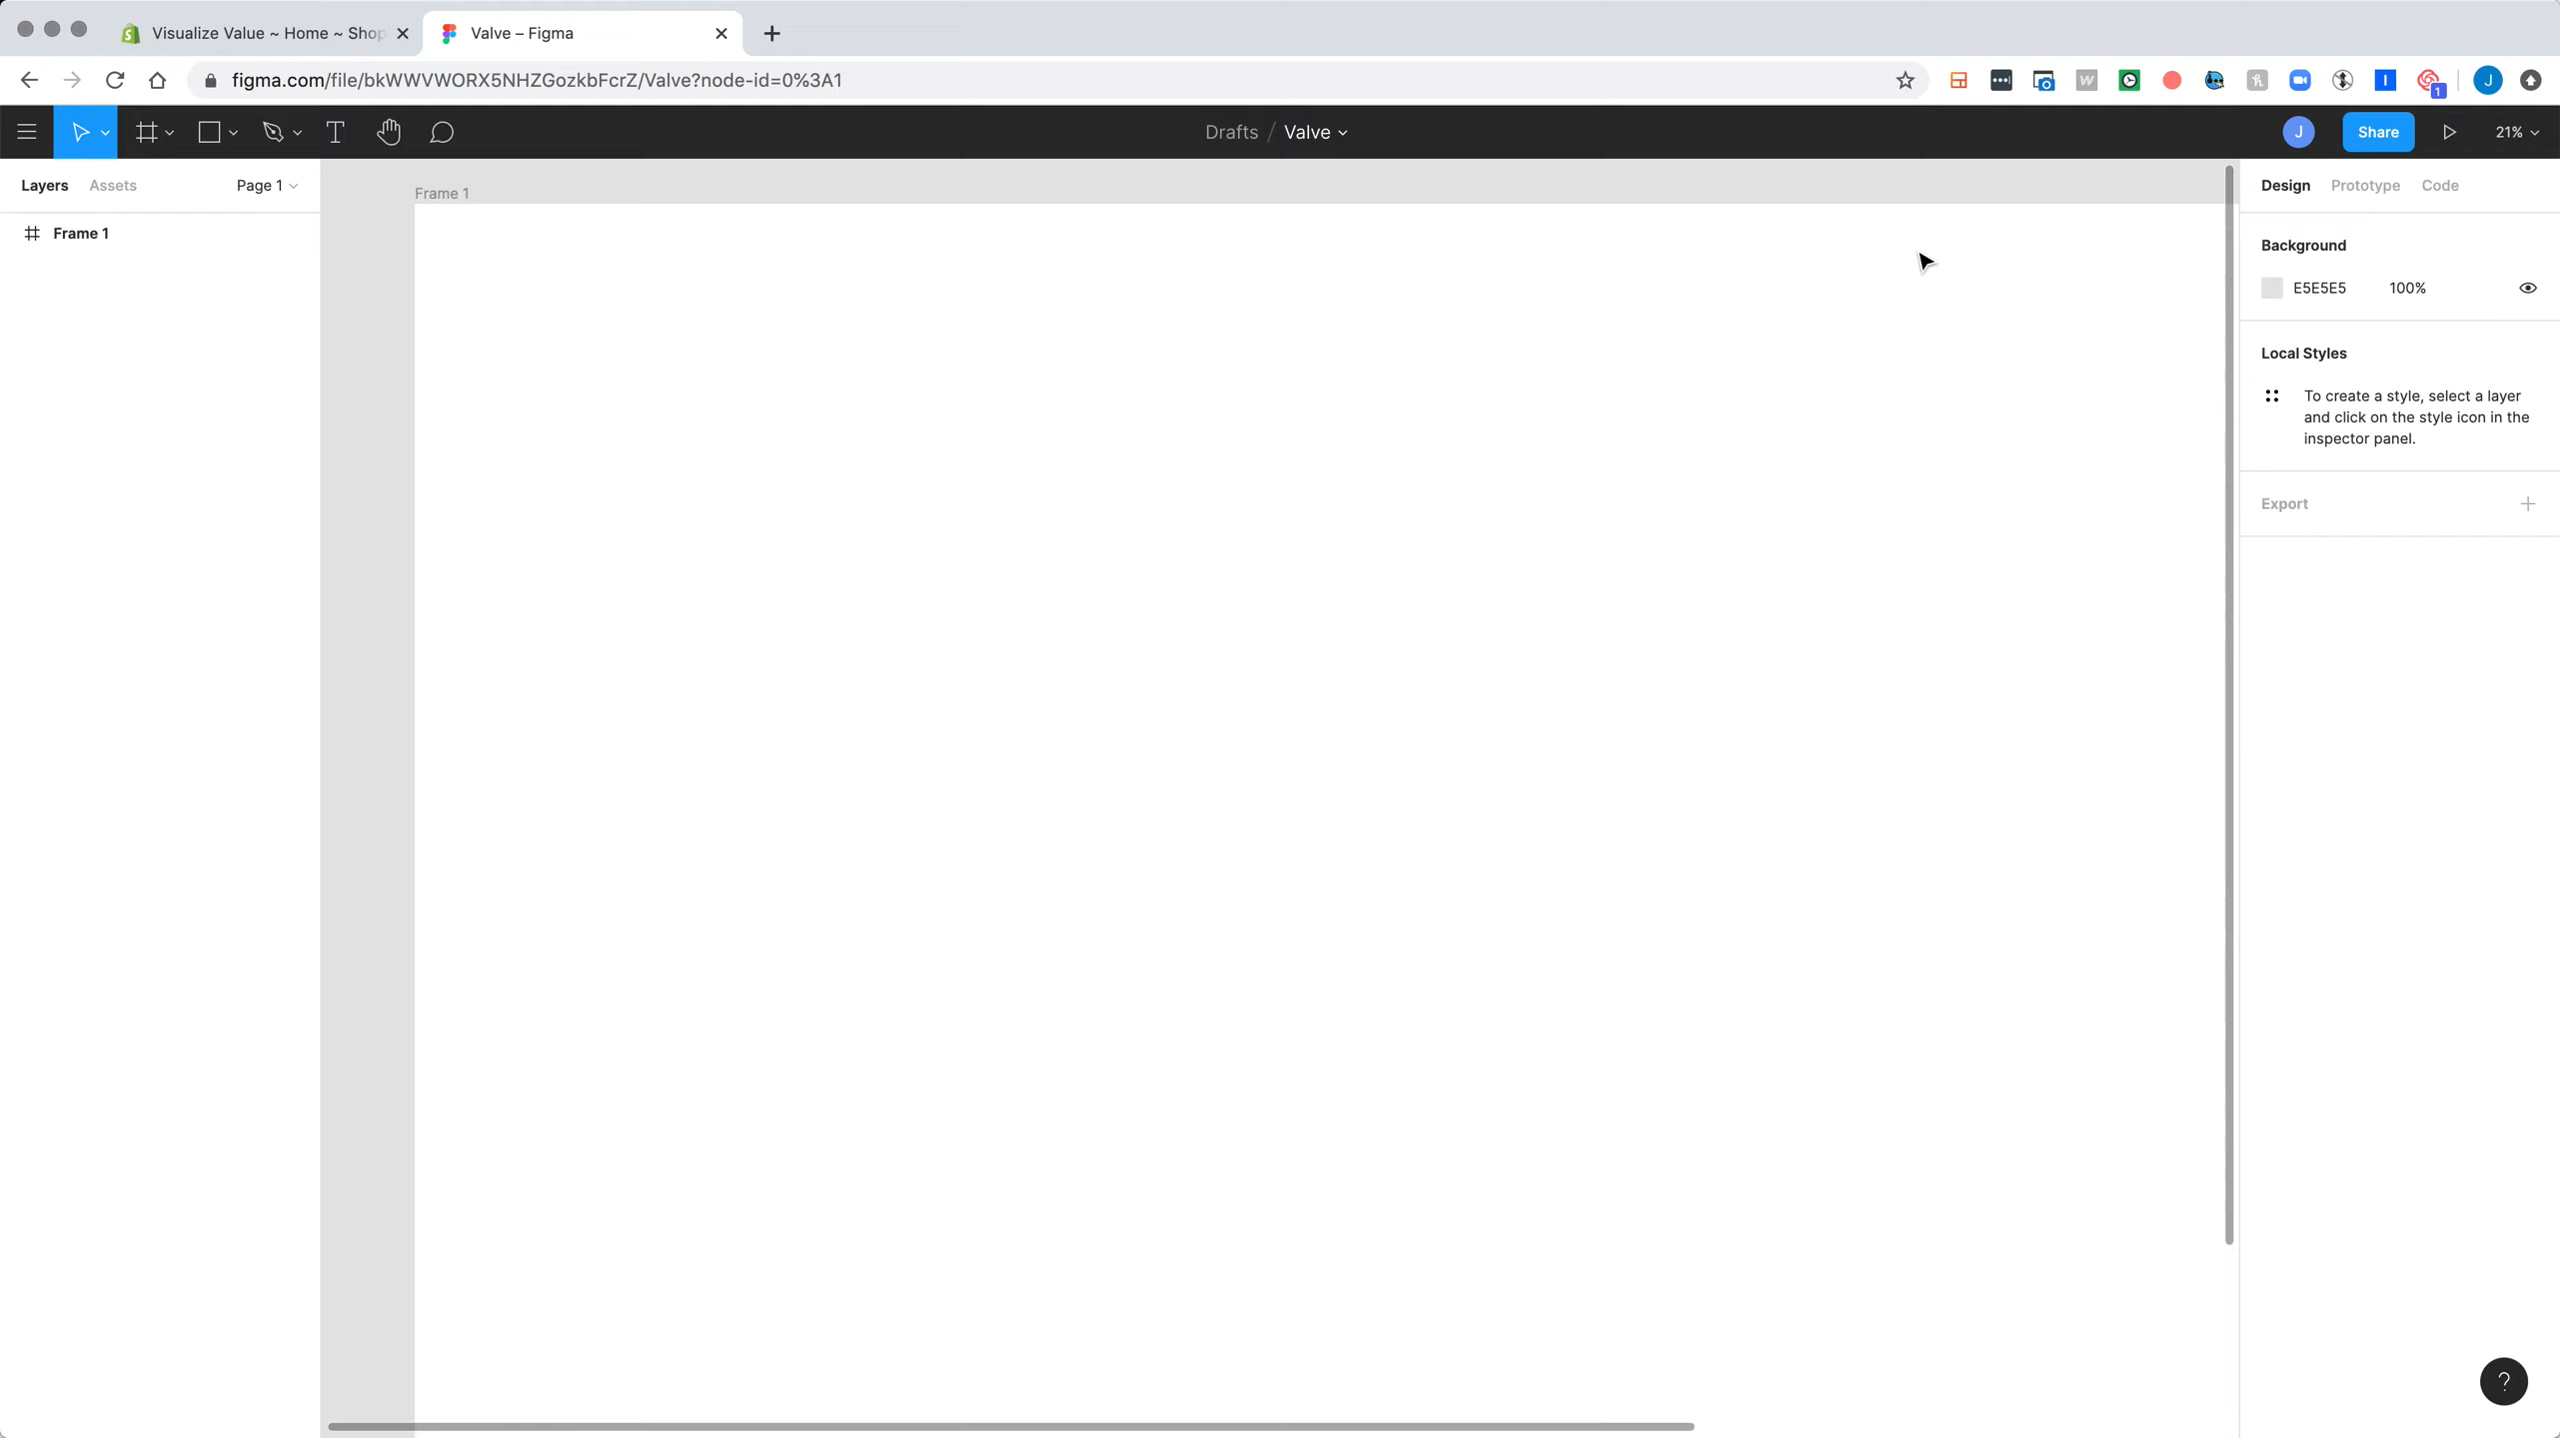 Visualize Value ~ Home ~ Shop
Valve – Figma
figma.com/file/bkWWVWORX5NHZGozkbFcrZ/Valve?node-id=0%3A1
W
I
1
J
T
Drafts / Valve
J
Share
21%
Layers
Assets
Page 1
Frame 1
Frame 1
Design
Prototype
Code
Background
E5E5E5
100%
Local Styles
To create a style, select a layer
and click on the style icon in the
inspector panel.
Export
?